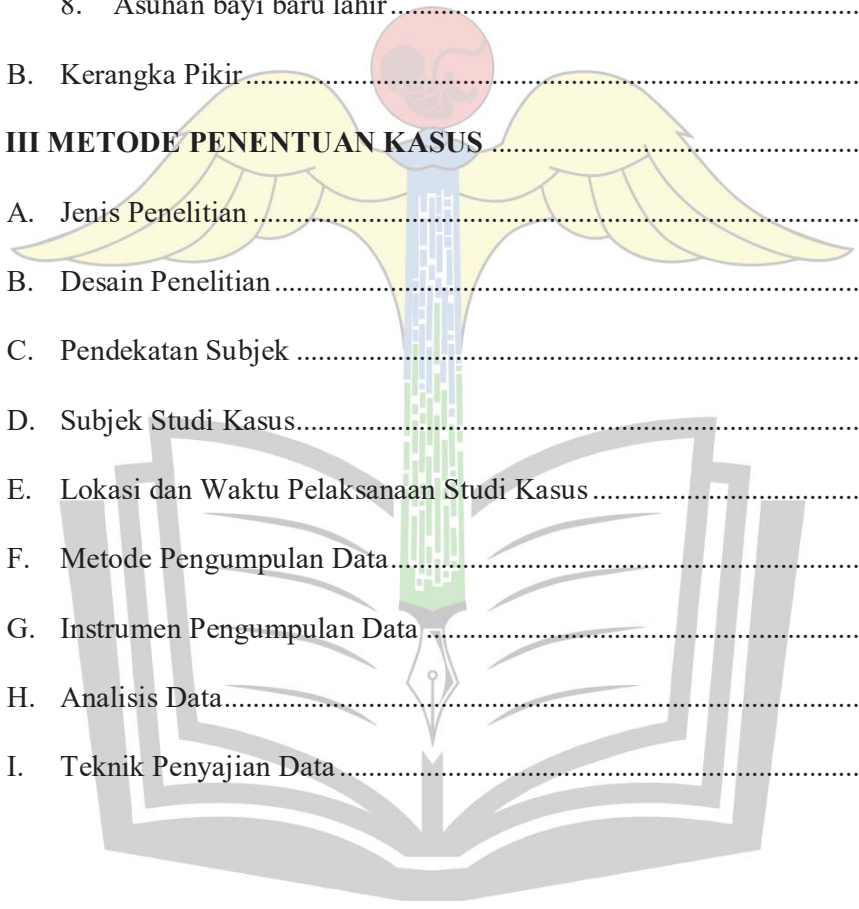 8. Asuhan bayi baru lahir........................................................................
B. Kerangka Pikir........................................................................................
III METODE PENENTUAN KASUS ....................................................
A. Jenis Penelitian .......................................................................................
B. Desain Penelitian....................................................................................
C. Pendekatan Subjek .................................................................................
D. Subjek Studi Kasus.................................................................................
E. Lokasi dan Waktu Pelaksanaan Studi Kasus ......................................
F. Metode Pengumpulan Data....................................................................
G. Instrumen Pengumpulan Data ...............................................................
H. Analisis Data...........................................................................................
I. Teknik Penyajian Data...........................................................................